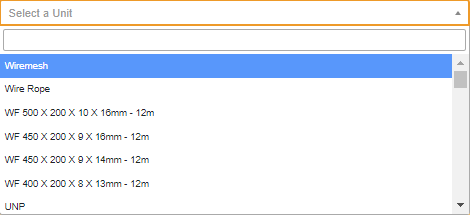 Select a Unit
Wiremesh
Wire Rope
WF 500 X 200 X 10 X 16mm - 12m
WF 450 X 200 X 9 X 16mm - 12m
WF 450 X 200 X 9 X 14mm - 12m
WF 400 X 200 X 8 X 13mm - 12m
UNP